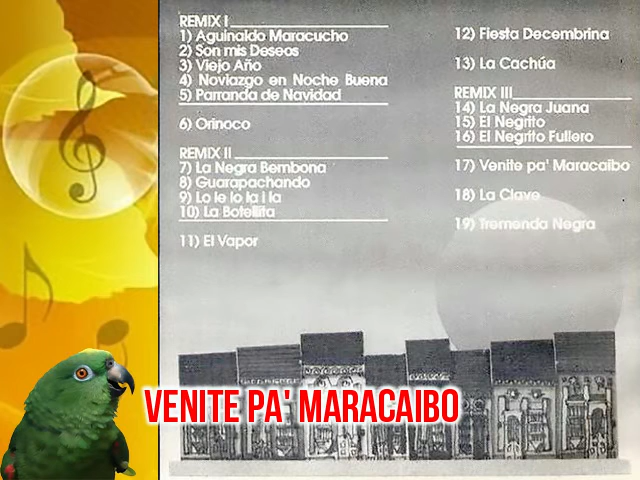 REMIX I
1) Aguinaldo Maracucho
2) Son mis Deseos
3) Viejo Año
4) Noviazgo en Noche Buena
5) Parranda de Navidad
6) Orinoco
REMIX II
7) La Negra Bembona
8) Guarapachando
9) Lo le lo la i la
10) La Botellita
11) El Vapor
12) Fiesta Decembrina
13) La Cachúa
REMIX III
14) La Negra Juana
15) El Negrito
16) El Negrito Fullero
17) Venite pa' Maracaibo
18) La Clave
19) Tremenda Negra
VENITE PA' MARACAIBO